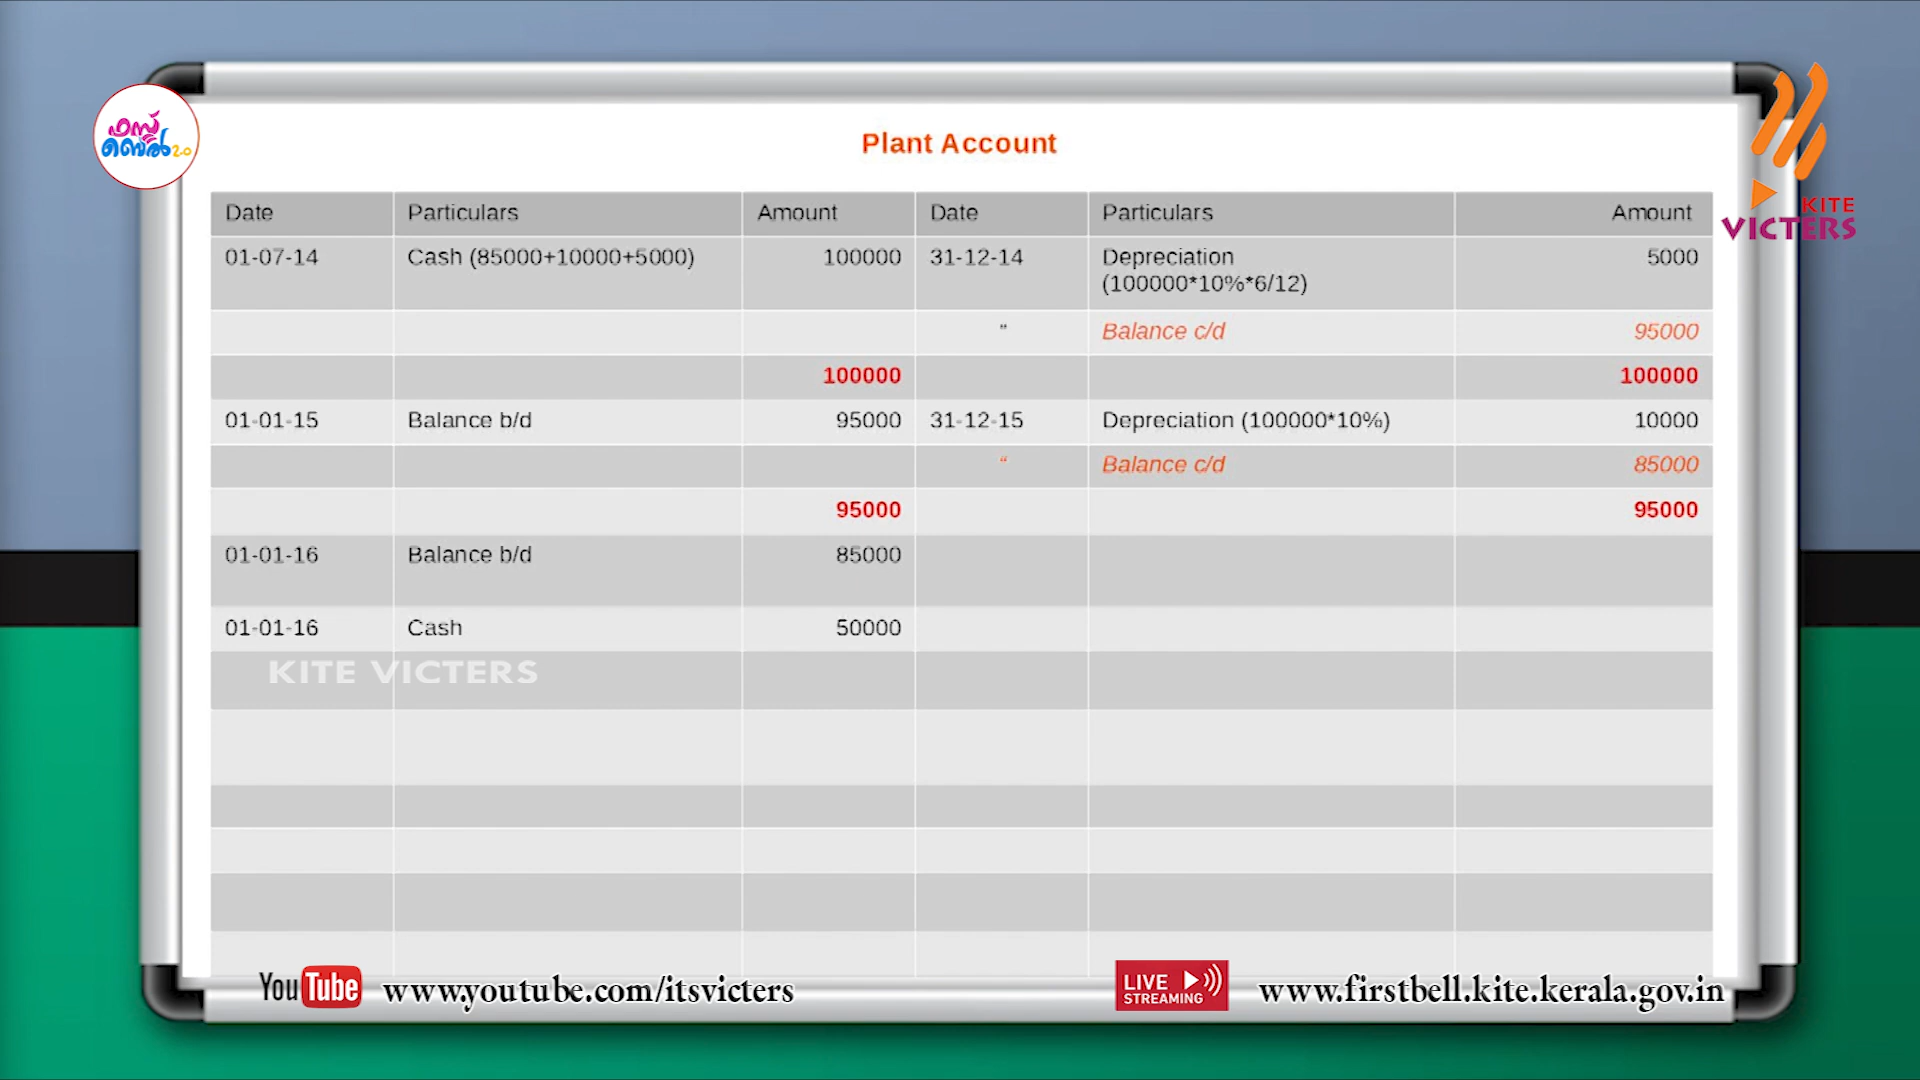 ഫസ്റ്റ്
ബെൽ 2.0
KITE
VICTERS
Plant Account
Date Particulars Amount Date Particulars Amount
01-07-14 Cash (85000+10000+5000) 100000 31-12-14 Depreciation 5000
(100000*10%*6/12)
" Balance c/d 95000
100000 100000
01-01-15 Balance b/d 95000 31-12-15 Depreciation (100000*10%) 10000
“ Balance c/d 85000
95000 95000
01-01-16 Balance b/d 85000
01-01-16 Cash 50000
KITE VICTERS
YouTube www.youtube.com/itsvicters
LIVE
STREAMING
www.firstbell.kite.kerala.gov.in